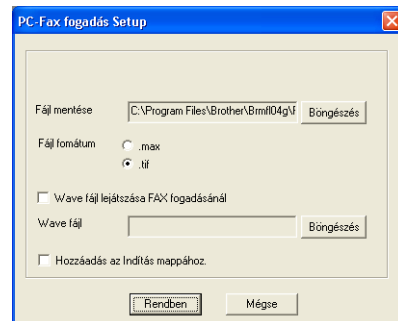 PC-Fax fogadás Setup
Fájl mentése C:\Program Files\Brother\Brmfl04g\F Böngészés
Fájl fomátum .max
.tif
Wave fájl lejátszása FAX fogadásánál
Wave fájl Böngészés
Hozzáadás az Indítás mappához.
Rendben Mégse